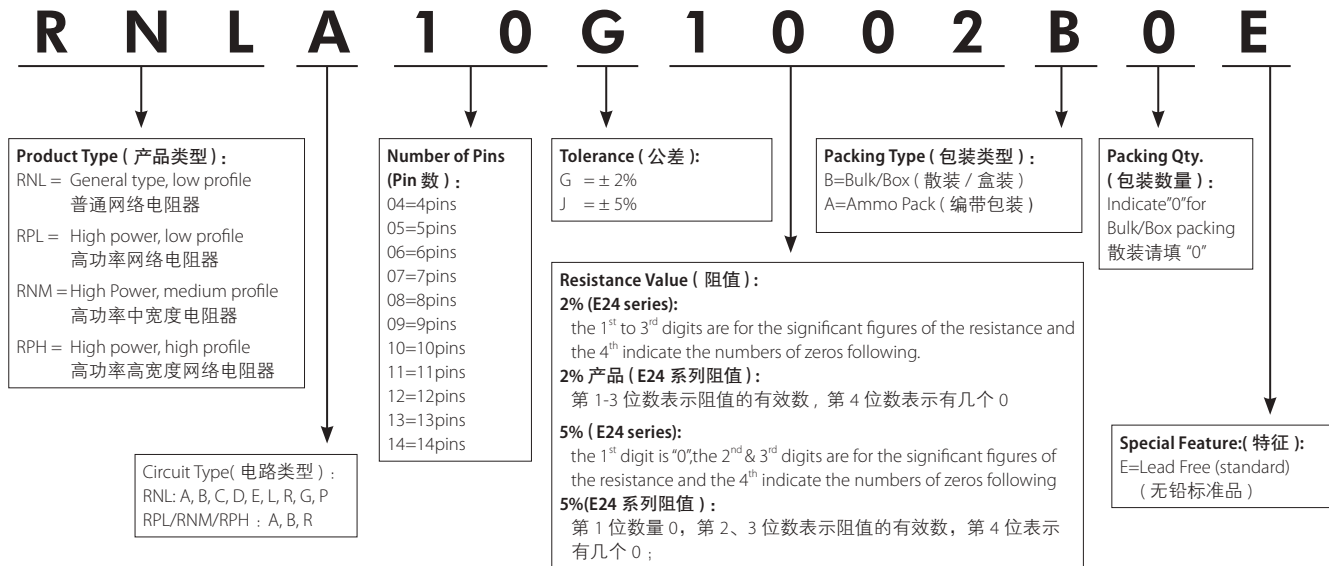 R N L A 1 0 G 1 0 0 2 B 0 E
Product Type ( 产品类型 ) :
RNL = General type, low profile
普通网络电阻器
RPL = High power, low profile
高功率网络电阻器
RNM = High Power, medium profile
高功率中宽度电阻器
RPH = High power, high profile
高功率高宽度网络电阻器
Circuit Type( 电路类型 ) :
RNL: A, B, C, D, E, L, R, G, P
RPL/RNM/RPH : A, B, R
Number of Pins
(Pin 数 ) :
04=4pins
05=5pins
06=6pins
07=7pins
08=8pins
09=9pins
10=10pins
11=11pins
12=12pins
13=13pins
14=14pins
Tolerance ( 公差 ):
G = ± 2%
J = ± 5%
Resistance Value ( 阻值 ) :
2% (E24 series):
the 1st to 3rd digits are for the significant figures of the resistance and
the 4th indicate the numbers of zeros following.
2% 产品 ( E24 系列阻值 ) :
第 1-3 位数表示阻值的有效数 , 第 4 位数表示有几个 0
5% ( E24 series):
the 1st digit is "0",the 2nd & 3rd digits are for the significant figures of
the resistance and the 4th indicate the numbers of zeros following
5%(E24 系列阻值 ) :
第 1 位数量 0，第 2、3 位数表示阻值的有效数，第 4 位表示
有几个 0 ;
Packing Type ( 包装类型 ) :
B=Bulk/Box ( 散装 / 盒装 )
A=Ammo Pack ( 编带包装 )
Packing Qty.
( 包装数量 ) :
Indicate"0"for
Bulk/Box packing
散装请填 "0"
Special Feature:( 特征 ):
E=Lead Free (standard)
( 无铅标准品 )